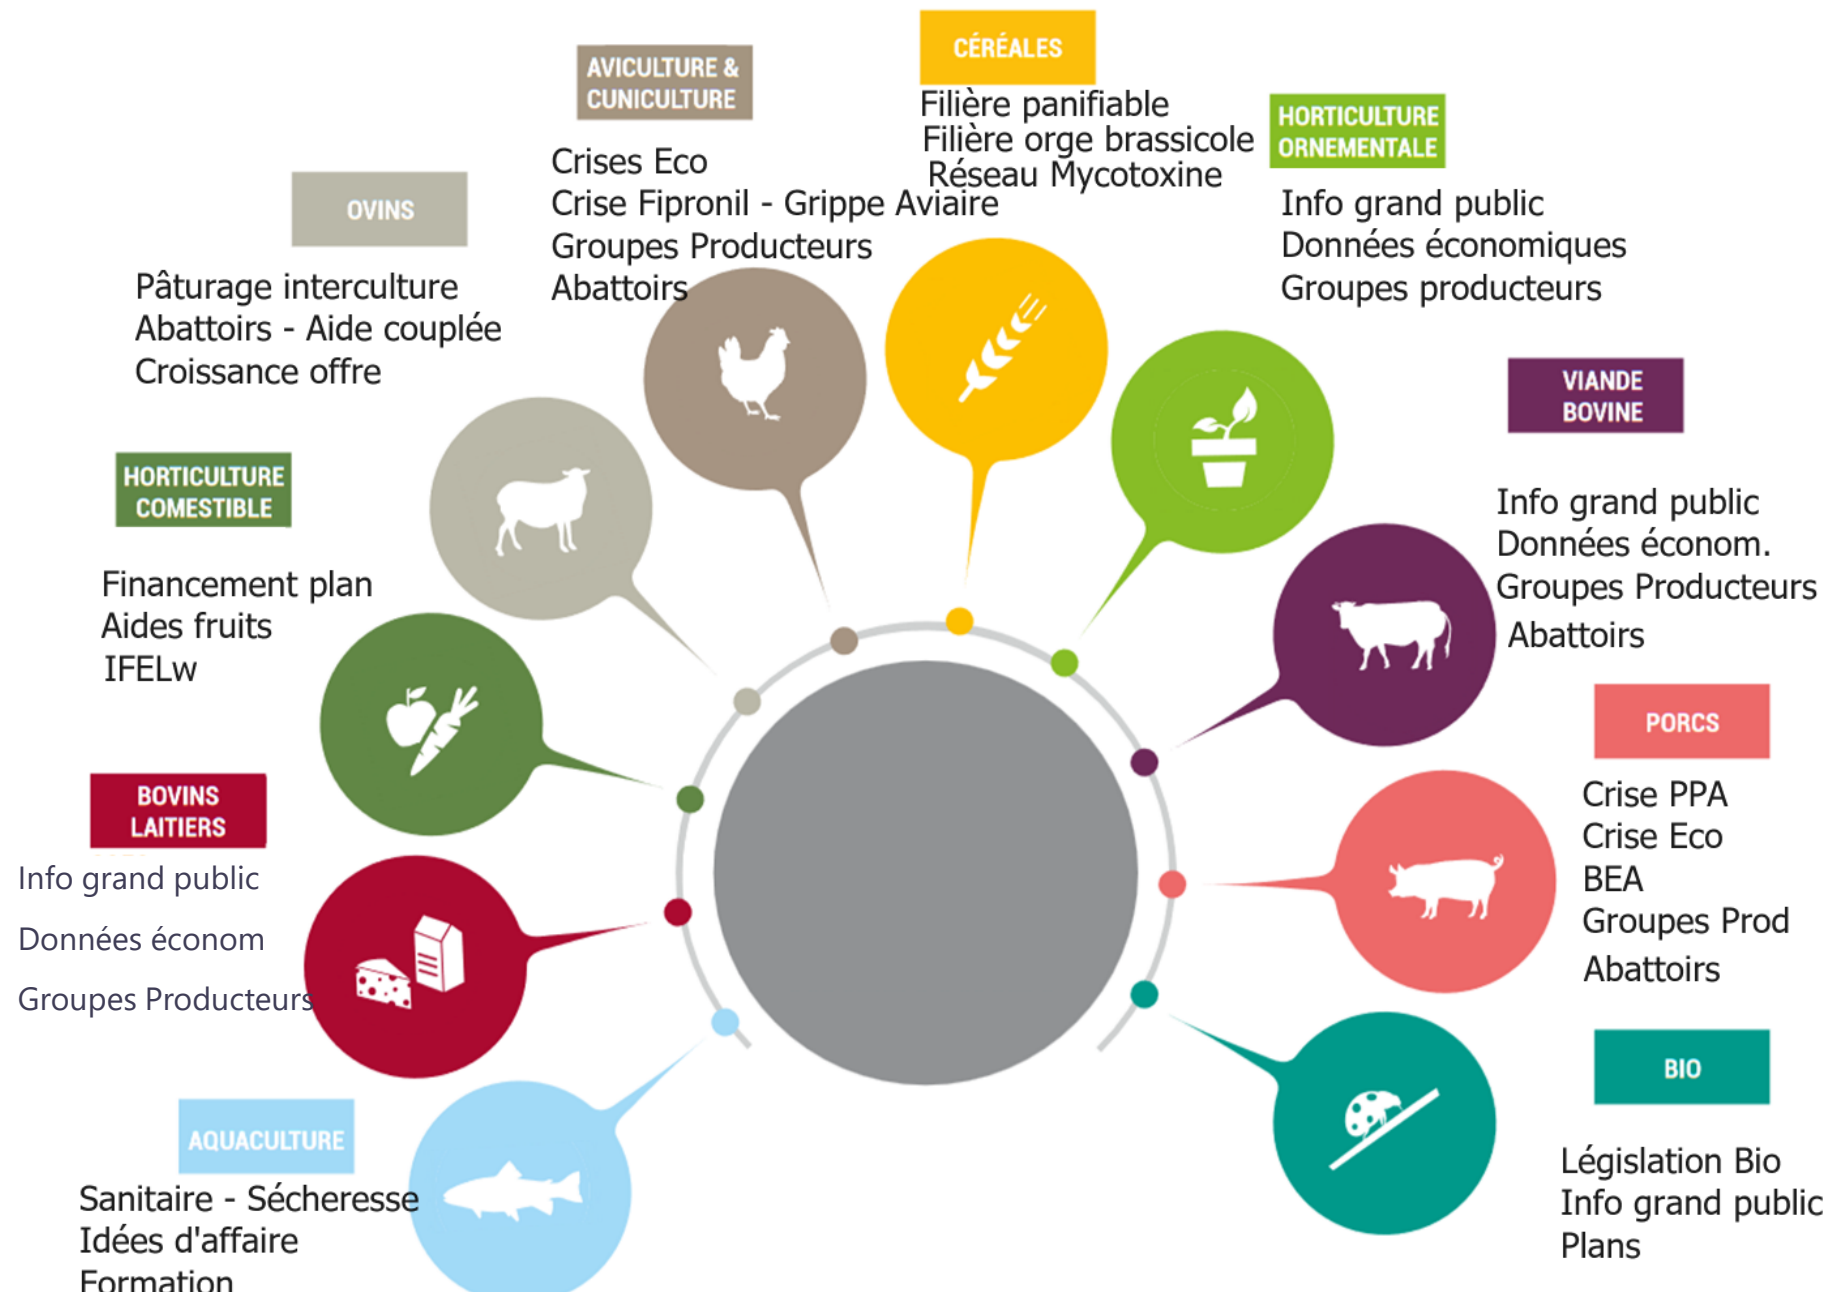 CÉRÉALES
Filière panifiable
Filière orge brassicole
Réseau Mycotoxine
AVICULTURE &
CUNICULTURE
Crises Eco
Crise Fipronil - Grippe Aviaire
Groupes Producteurs
Abattoirs
HORTICULTURE
ORNEMENTALE
Info grand public
Données économiques
Groupes producteurs
OVINS
Pâturage interculture
Abattoirs - Aide couplée
Croissance offre
VIANDE
BOVINE
Info grand public
Données économ.
Groupes Producteurs
Abattoirs
HORTICULTURE
COMESTIBLE
Financement plan
Aides fruits
IFELw
PORCS
Crise PPA
Crise Eco
BEA
Groupes Prod
Abattoirs
BOVINS
LAITIERS
Info grand public
Données économ
Groupes Producteurs
BIO
Législation Bio
Info grand public
Plans
AQUACULTURE
Sanitaire - Sécheresse
Idées d'affaire
Formation